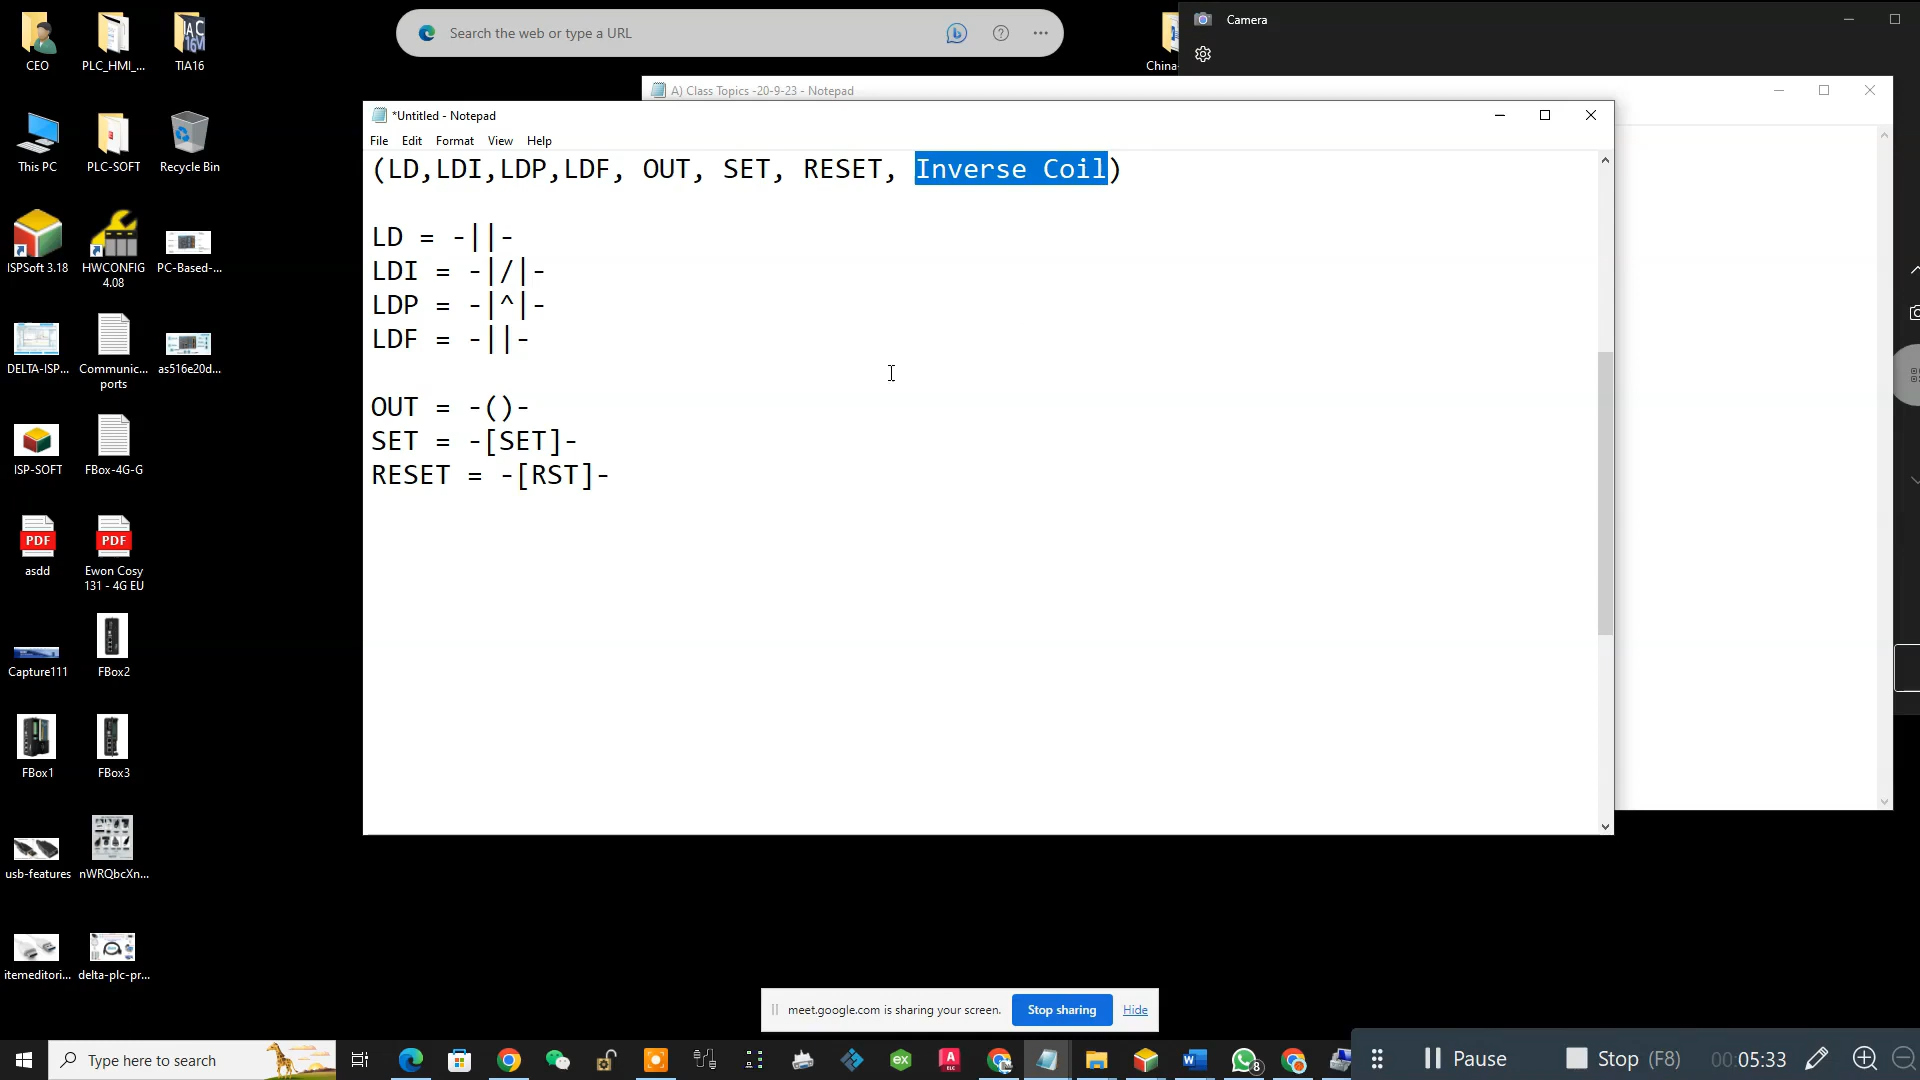 CEO
PLC_HMI_...
TIA16
Search the web or type a URL
China-
Camera
A) Class Topics -20-9-23 - Notepad
*Untitled - Notepad
File Edit Format View Help
(LD,LDI,LDP,LDF, OUT, SET, RESET, Inverse Coil)
LD = -||-
LDI = -|/|-
LDP = -|^|-
LDF = -||-
OUT = -()-
SET = -[SET]-
RESET = -[RST]-
This PC
PLC-SOFT
Recycle Bin
ISPSoft 3.18
HWCONFIG
4.08
PC-Based-...
DELTA-ISP...
Communic...
ports
as516e20d...
ISP-SOFT
FBox-4G-G
PDF
asdd
PDF
Ewon Cosy
131 - 4G EU
Capture111
FBox2
FBox1
FBox3
usb-features
nWRQbcXn...
itemeditori...
delta-plc-pr...
meet.google.com is sharing your screen.
Stop sharing
Hide
Type here to search
8
Pause
Stop (F8)
00:05:33